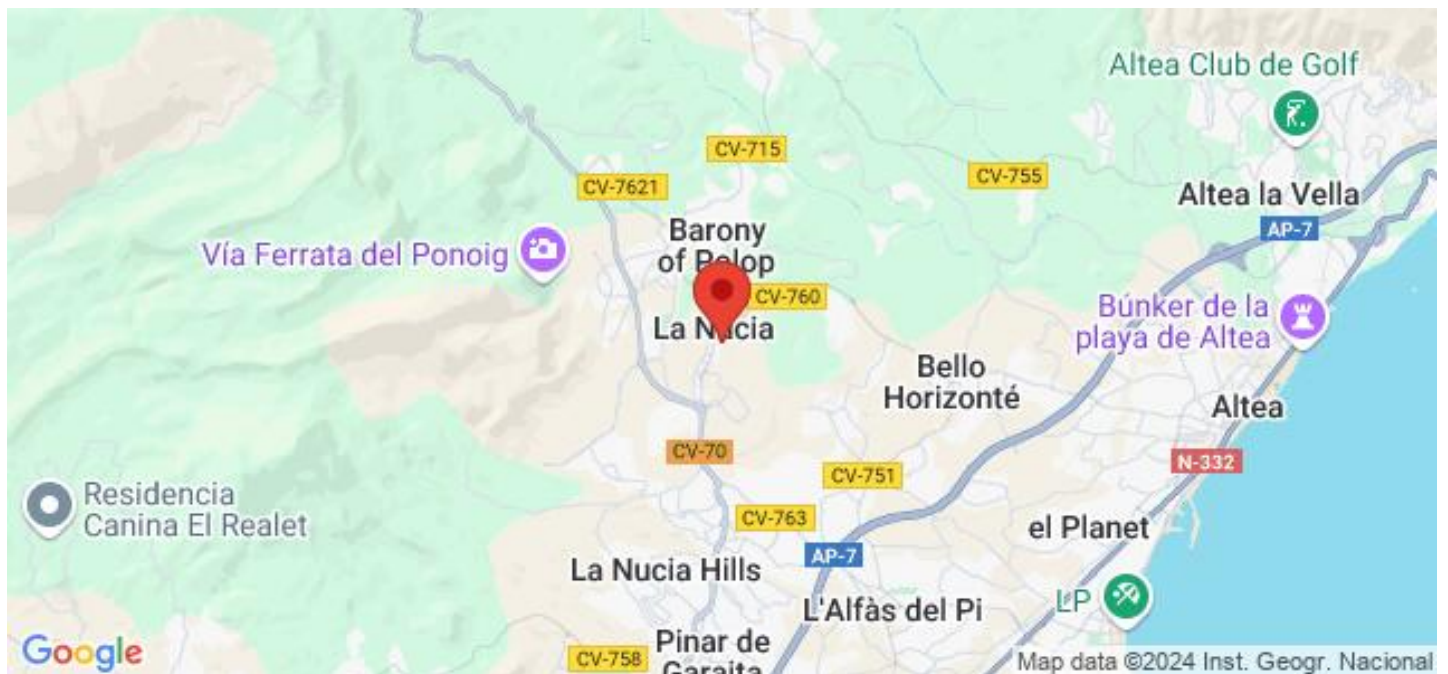 Altea Club de Golf
CV-715
CV-755
CV-7621
Altea la Vella
AP-7
Vía Ferrata del Ponoig
Barony
of Polop
CV-760
Búnker de la
playa de Altea
La Nucia
Bello
Horizonté
Altea
CV-70
N-332
CV-751
Residencia
Canina El Realet
CV-763
el Planet
AP-7
La Nucia Hills
L'Alfàs del Pi
LP
Pinar de
Garaita
CV-758
Google
Map data ©2024 Inst. Geogr. Nacional